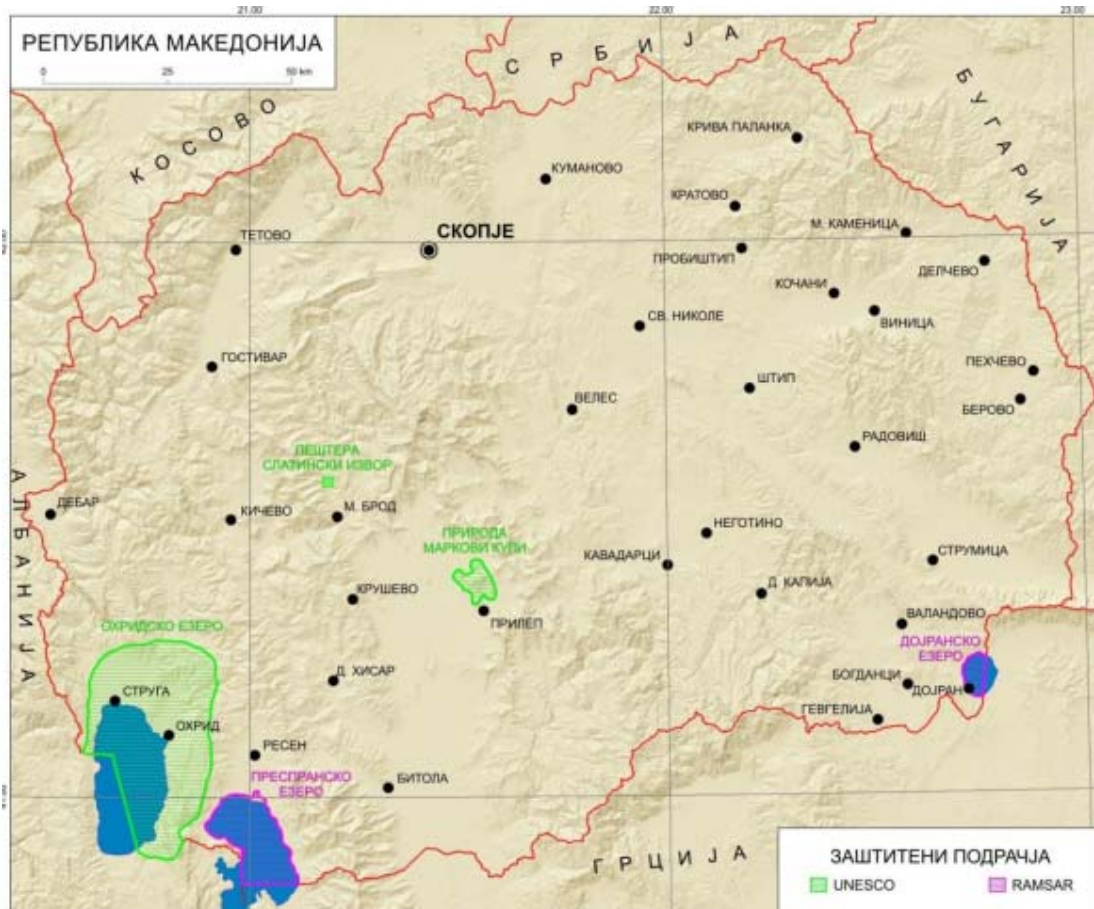 21.00
22.00
23.00
РЕПУБЛИКА МАКЕДОНИЈА
0
25
50 km
СРБИЈА
КОСОВО
БУГАРИЈА
КРИВА ПАЛАНКА
КУМАНОВО
КРАТОВО
М. КАМЕНИЦА
ТЕТОВО
СКОПЈЕ
ПРОБИШТИП
ДЕЛЧЕВО
КОЧАНИ
ВИНИЦА
СВ. НИКОЛЕ
ГОСТИВАР
ПЕХЧЕВО
ШТИП
ВЕЛЕС
БЕРОВО
РАДОВИШ
ПЕШТЕРА
СЛАТИНСКИ ИЗВОР
АЛБАНИЈА
ДЕБАР
КИЧЕВО
М. БРОД
НЕГОТИНО
ПРИРОДА
МАРКОВИ КУЛИ
КАВАДАРЦИ
СТРУМИЦА
КРУШЕВО
Д. КАПИЈА
ПРИЛЕП
ВАЛАНДОВО
ОХРИДСКО ЕЗЕРО
ДОЈРАНСКО
ЕЗЕРО
Д. ХИСАР
БОГДАНЦИ
ДОЈРАН
СТРУГА
ГЕВГЕЛИЈА
ОХРИД
РЕСЕН
ПРЕСПРАНСКО
ЕЗЕРО
БИТОЛА
ГРЦИЈА
ЗАШТИТЕНИ ПОДРАЧЈА
UNESCO
RAMSAR